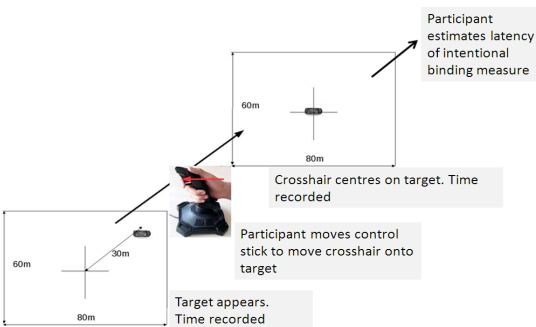 Participant
estimates latency
of intentional
binding measure
60m
80m
Crosshair centres on target. Time
recorded
Participant moves control
stick to move crosshair onto
target
30m
60m
80m
Target appears.
Time recorded